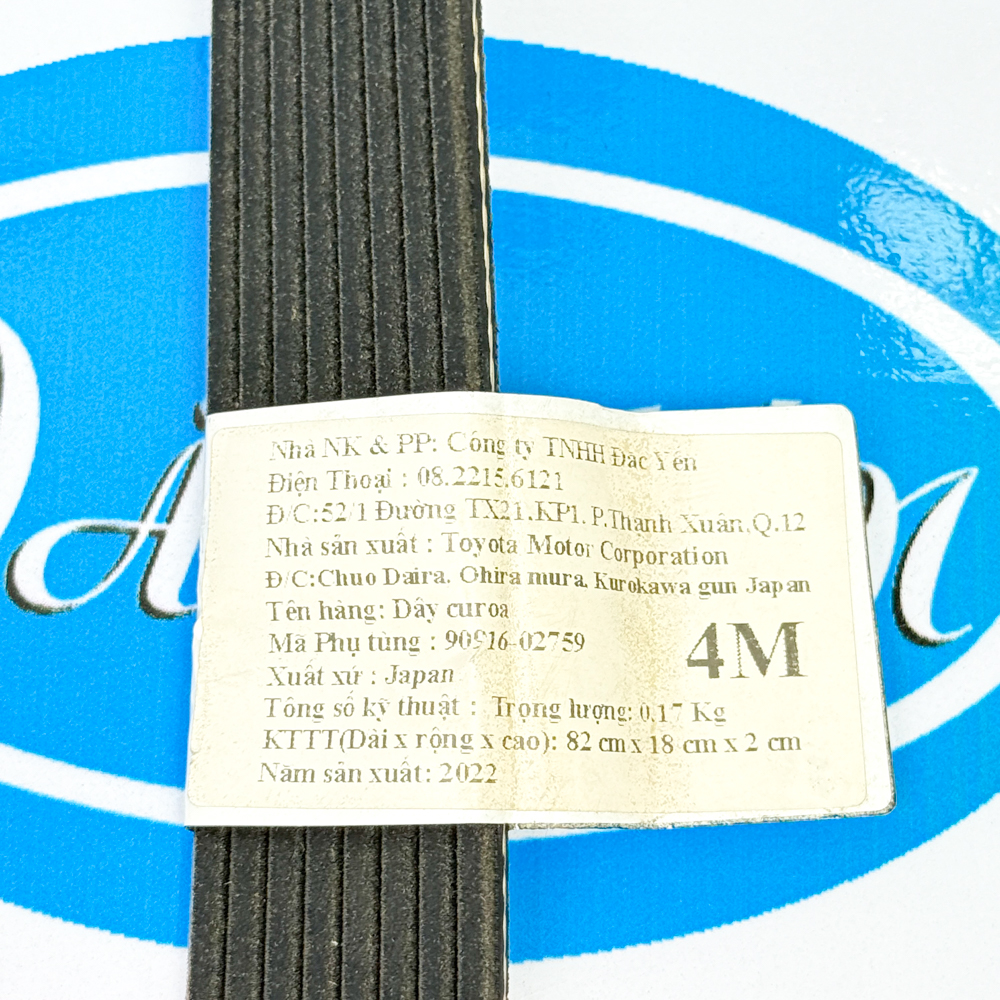 Nhà NK & PP: Công ty TNHH Đắc Yến
Điện Thoại : 08.2215.6121
Đ/C:52/1 Đường TX21.KP1. P.Thạnh Xuân,Q.12
Nhà sản xuất : Toyota Motor Corporation
Đ/C:Chuo Daira. Ohira mura. Kurokawa gun Japan
Tên hàng: Dây curoa
Mã Phụ tùng : 90916-02759
4M
Xuất xứ : Japan
Tông số kỹ thuật : Trọng lượng: 0,17 Kg
KTTT(Dài x rộng x cao): 82 cm x 18 cm x 2 cm
Năm sản xuất: 2022